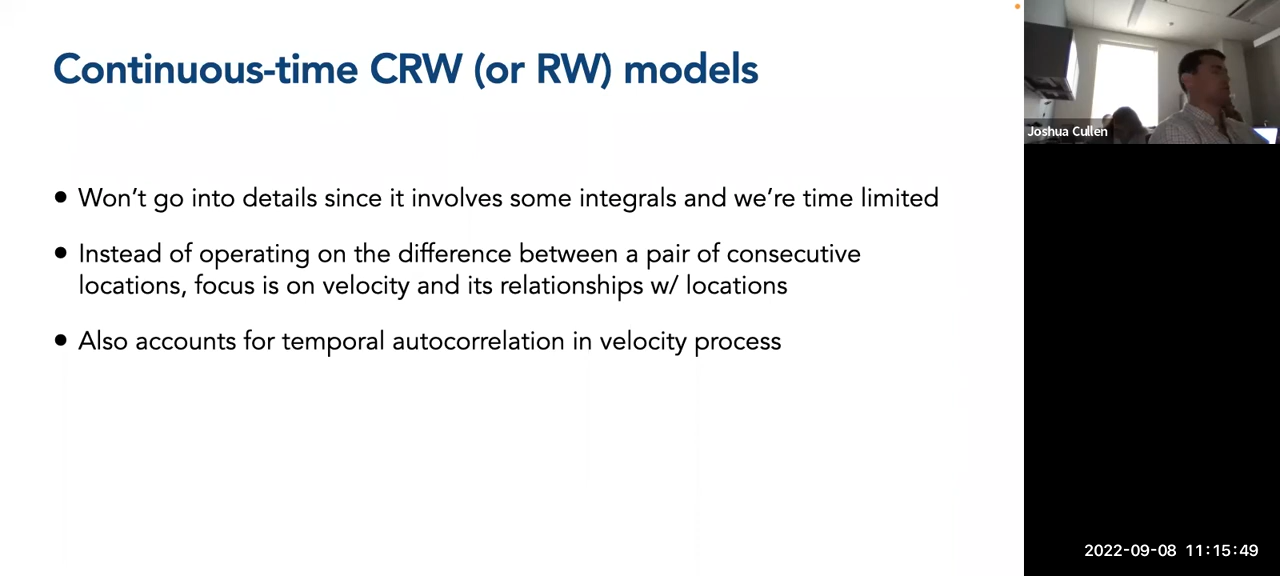 Continuous-time CRW (or RW) models
• Won't go into details since it involves some integrals and we're time limited
• Instead of operating on the difference between a pair of consecutive
locations, focus is on velocity and its relationships w/ locations
• Also accounts for temporal autocorrelation in velocity process
Joshua Cullen
2022-09-08 11:15:49